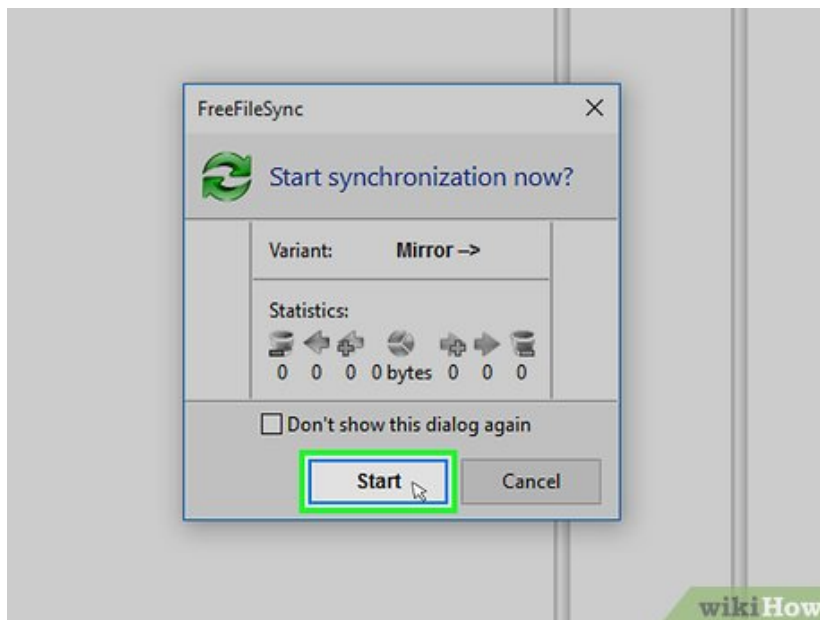 FreeFileSync
Start synchronization now?
Variant: Mirror ->
Statistics:
0 0 0 0 bytes 0 0 0
Don't show this dialog again
Start Cancel
wikiHow